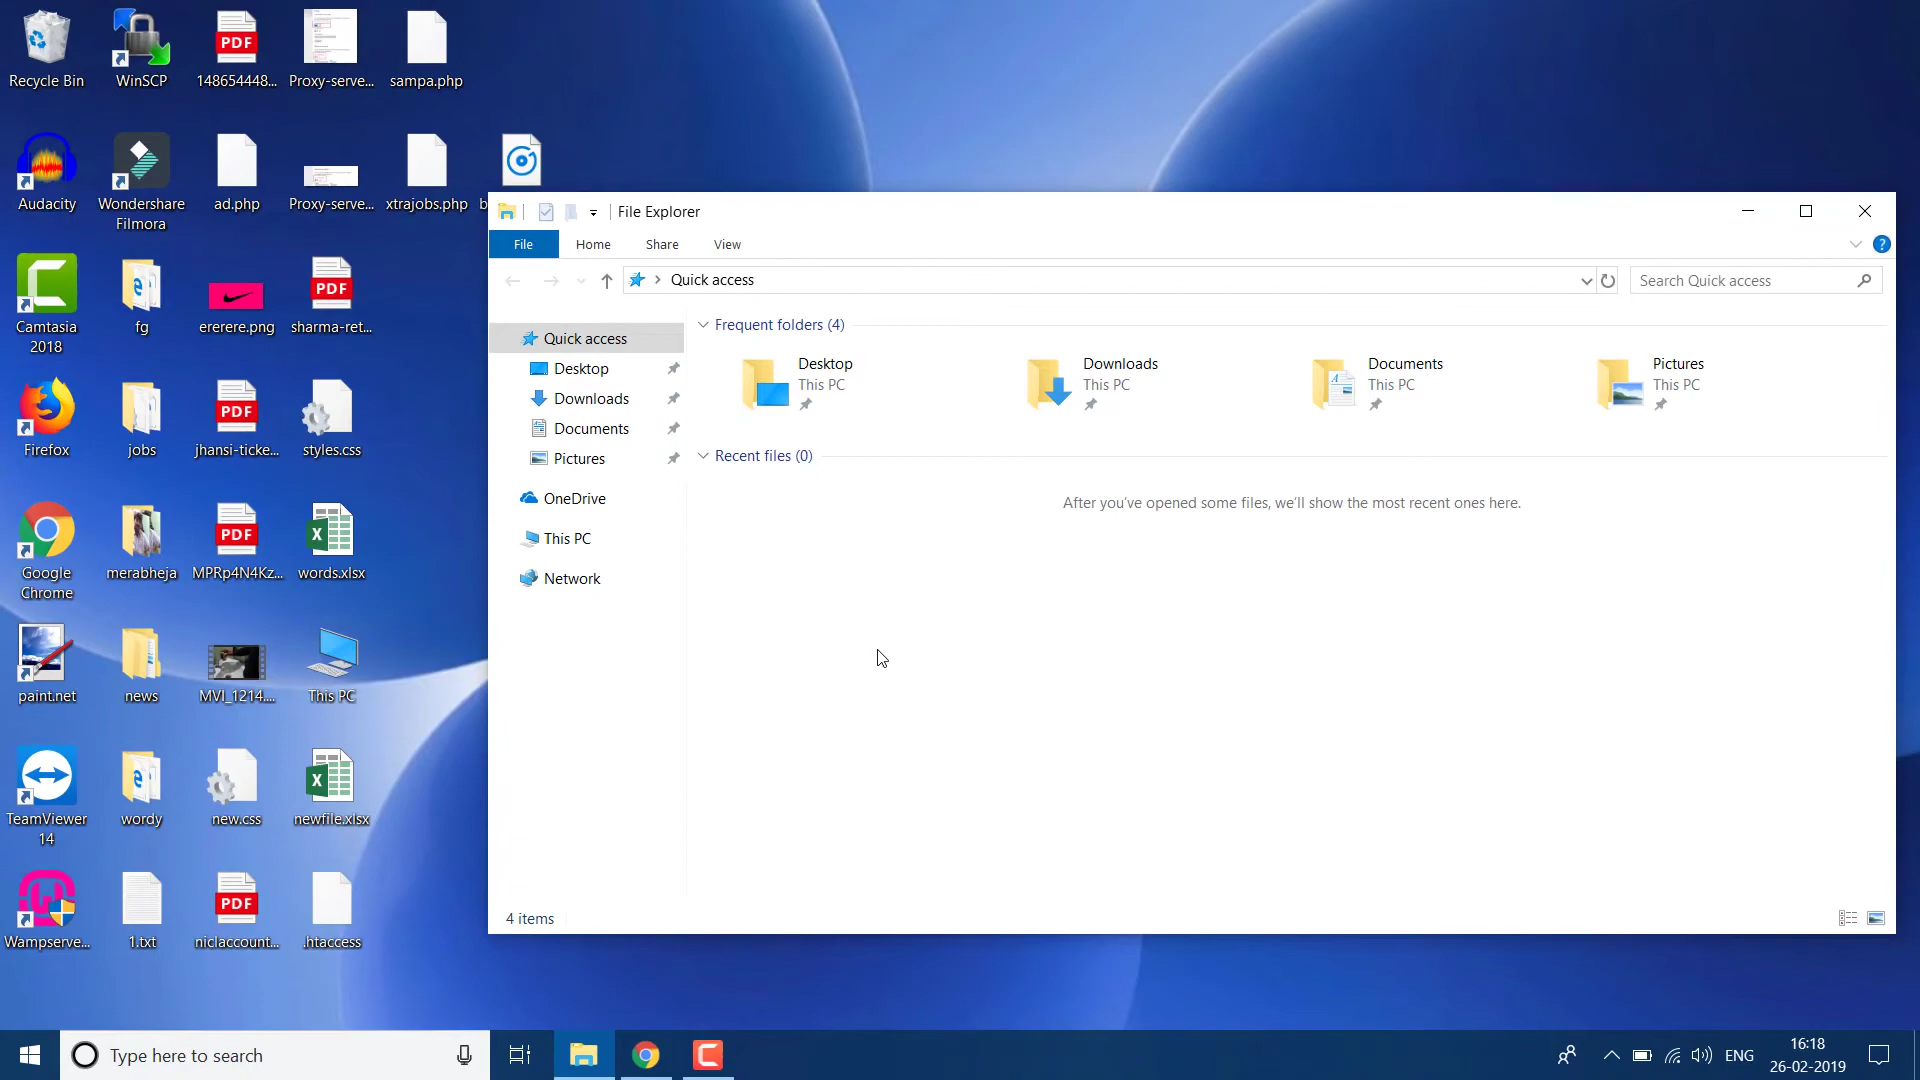 Recycle Bin
WinSCP
PDF
148654448...
Proxy-serve...
sampa.php
Audacity
Wondershare
Filmora
ad.php
Proxy-serve...
xtrajobs.php
b
Camtasia
2018
fg
ererere.png
PDF
sharma-ret...
Firefox
jobs
PDF
jhansi-ticke...
styles.css
Google
Chrome
merabheja
PDF
MPRp4N4Kz...
X
words.xlsx
paint.net
news
MVI_1214....
This PC
TeamViewer
14
wordy
new.css
X
newfile.xlsx
Wampserve...
1.txt
PDF
niclaccount...
.htaccess
File Explorer
File
Home
Share
View
?
Quick access
Search Quick access
Quick access
Desktop
Downloads
Documents
Pictures
OneDrive
This PC
Network
Frequent folders (4)
Desktop
This PC
Downloads
This PC
Documents
This PC
Pictures
This PC
Recent files (0)
After you've opened some files, we'll show the most recent ones here.
4 items
Type here to search
ENG
16:18
26-02-2019